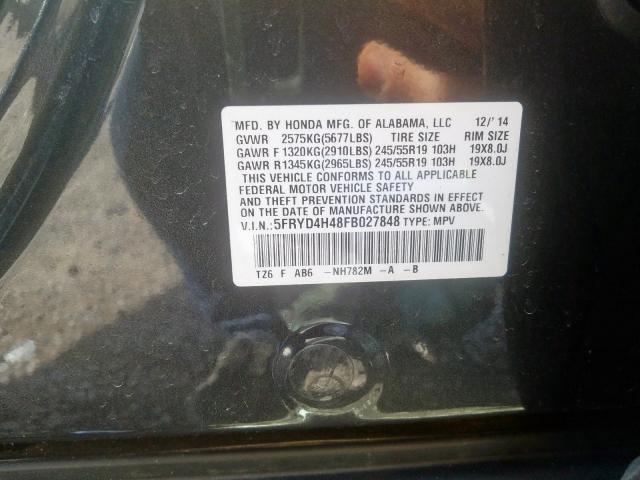 MFD. BY HONDA MFG. OF ALABAMA, LLC 12/'14
GVWR 2575KG(5677LBS) TIRE SIZE RIM SIZE
GAWR F 1320KG(2910LBS) 245/55R19 103H 19X8.0J
GAWR R1345KG(2965LBS) 245/55R19 103H 19X8.0J
THIS VEHICLE CONFORMS TO ALL APPLICABLE
FEDERAL MOTOR VEHICLE SAFETY
AND THEFT PREVENTION STANDARDS IN EFFECT
ON THE DATE OF MANUFACTURE SHOWN ABOVE.
V.I.N.:5FRYD4H48FB027848 TYPE: MPV
TZ6 F AB6 -NH782M -A -B